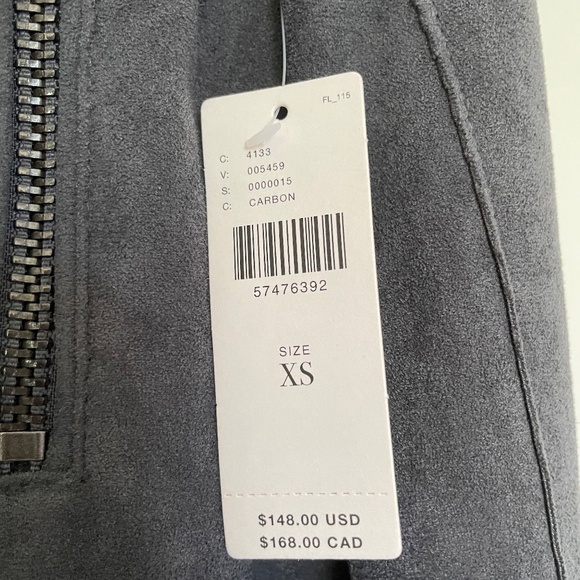 FL_115
C: 4133
V: 005459
S: 0000015
C: CARBON
57476392
SIZE
XS
$148.00 USD
$168.00 CAD